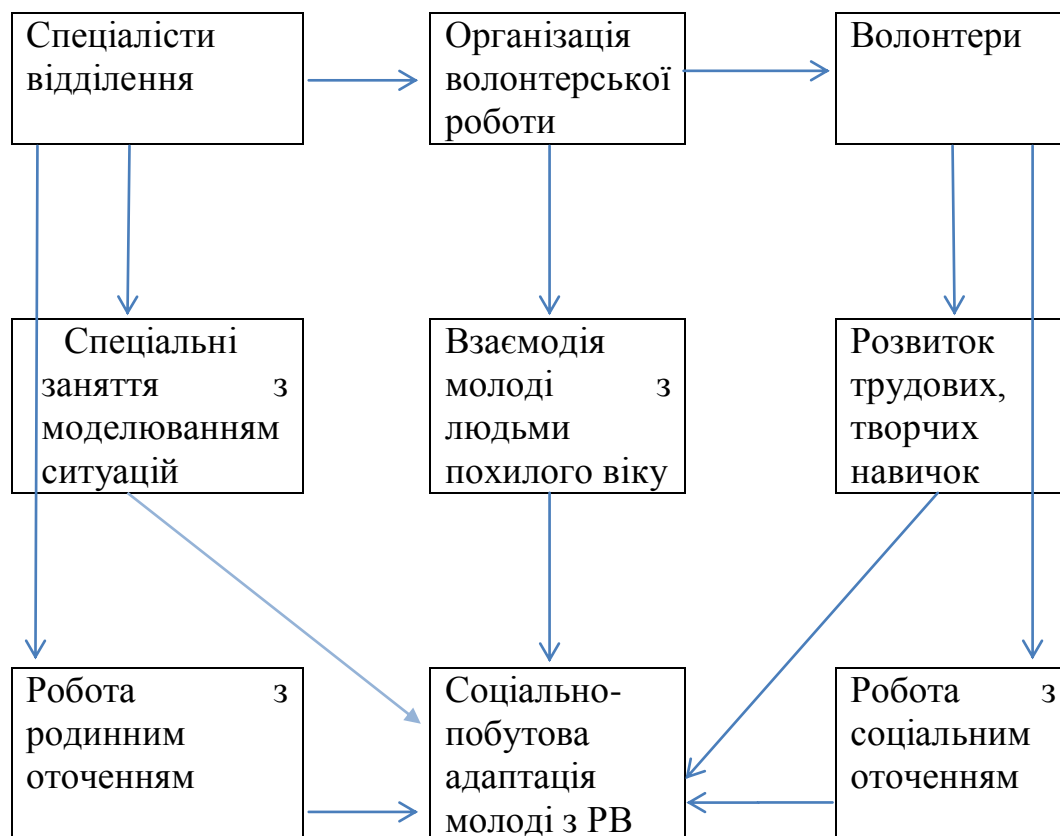 Спеціалісти
відділення
Організація
волонтерської
роботи
Волонтери
Спеціальні
заняття з
моделюванням
ситуацій
Взаємодія
молоді з
людьми
похилого віку
Розвиток
трудових,
творчих
навичок
Робота з
родинним
оточенням
Соціально-
побутова
адаптація
молоді з РВ
Робота з
соціальним
оточенням